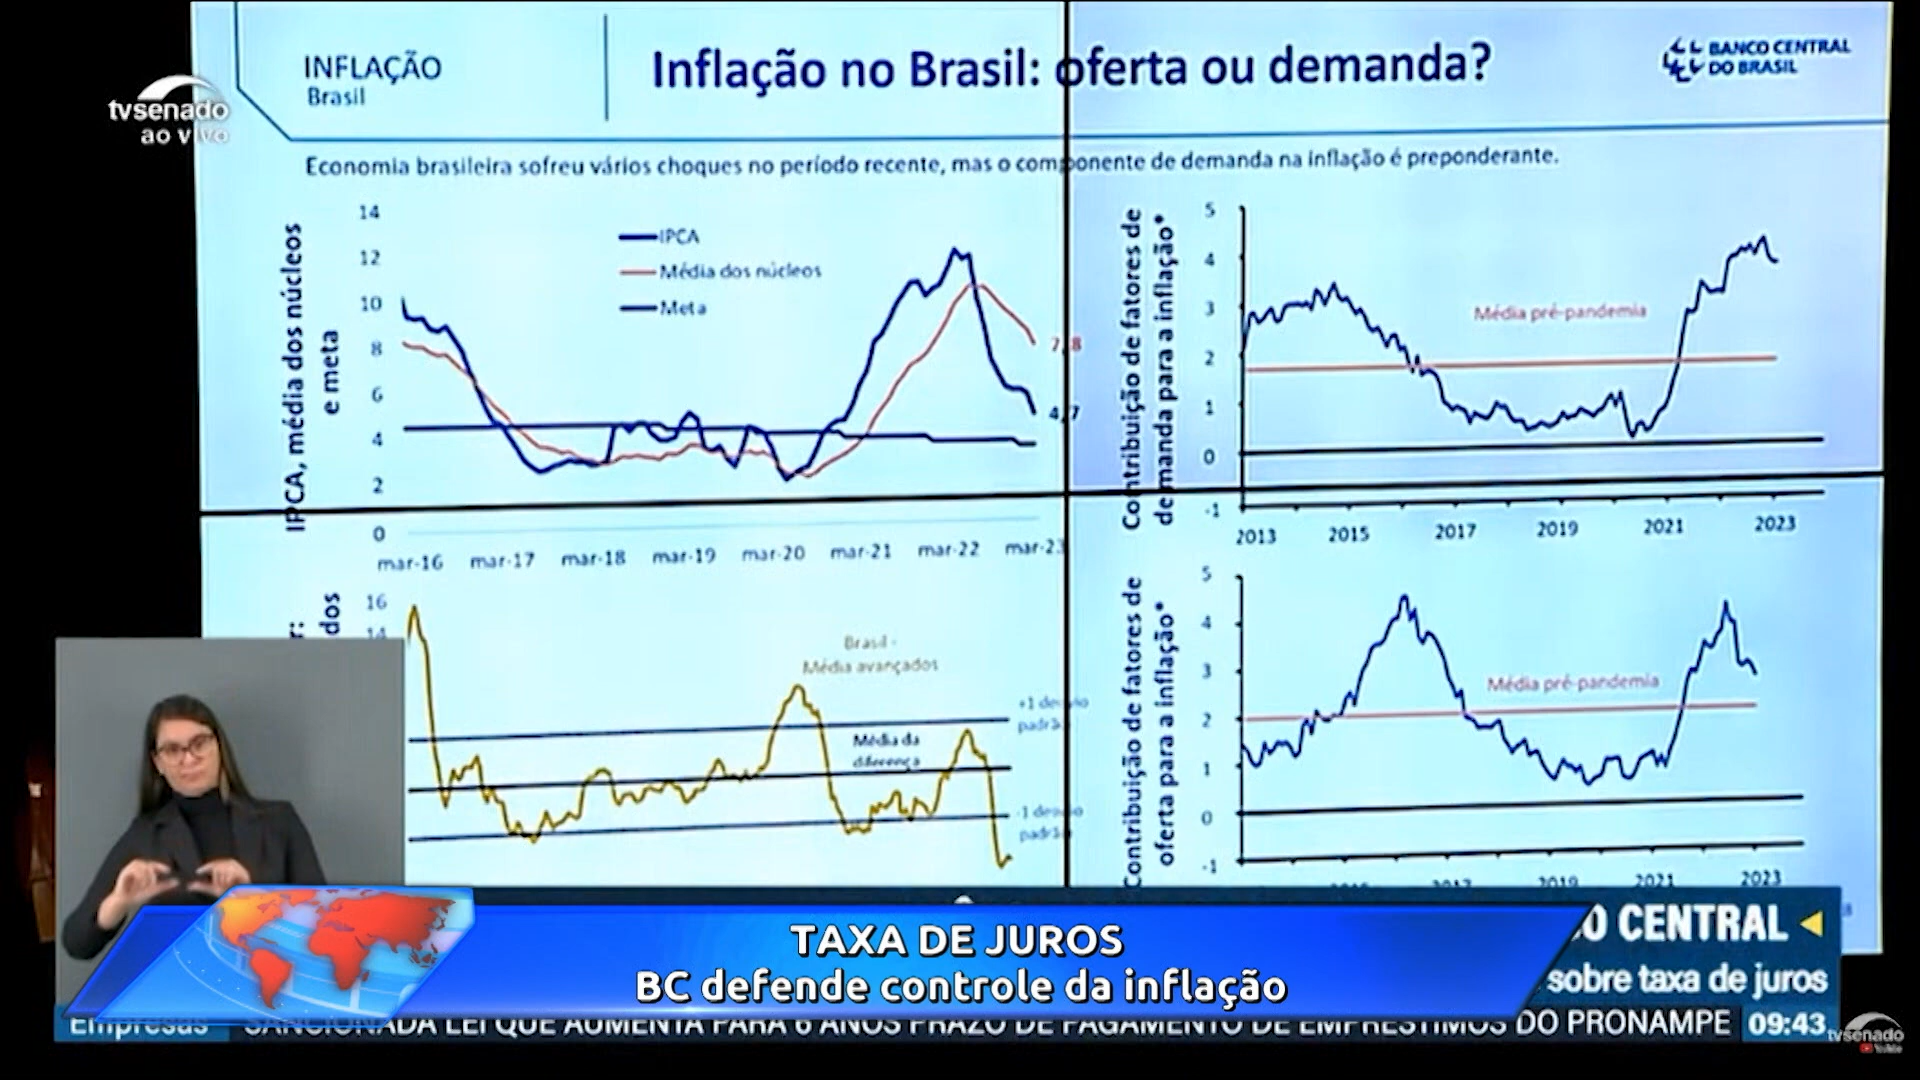 INFLAÇÃO
Brasil
Inflação no Brasil: oferta ou demanda?
BANCO CENTRAL
DO BRASIL
tvsenado
ao vivo
Economia brasileira sofreu vários choques no período recente, mas o componente de demanda na inflação é preponderante.
IPCA, média dos núcleos
e meta
14
12
10
8
6
4
2
0
IPCA
Média dos núcleos
Meta
7,8
4,7
mar-16 mar-17 mar-18 mar-19 mar-20 mar-21 mar-22 mar-23
Contribuição de fatores de
demanda para a inflação*
5
4
3
2
1
0
-1
Média pré-pandemia
2013 2015 2017 2019 2021 2023
16
14
Brasil -
Média avançados
+1 desvio
padrão
Média da
diferença
-1 desvio
padrão
Contribuição de fatores de
oferta para a inflação*
5
4
3
2
1
0
-1
Média pré-pandemia
2017 2019 2021 2023
TAXA DE JUROS
BC defende controle da inflação
O CENTRAL
sobre taxa de juros
Empresas SANCIONADA LEI QUE AUMENTA PARA 6 ANOS PRAZO DE PAGAMENTO DE EMPRÉSTIMOS DO PRONAMPE 09:43
tvsenado
YouTube